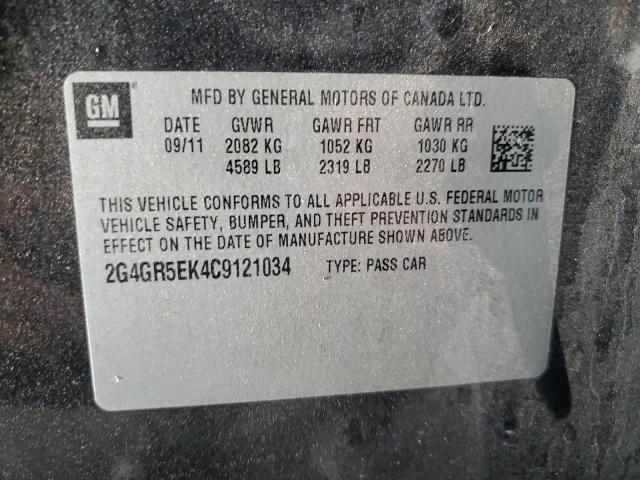 GM
MFD BY GENERAL MOTORS OF CANADA LTD.
DATE GVWR GAWR FRT GAWR RR
09/11 2082 KG 1052 KG 1030 KG
4589 LB 2319 LB 2270 LB
THIS VEHICLE CONFORMS TO ALL APPLICABLE U.S. FEDERAL MOTOR
VEHICLE SAFETY, BUMPER, AND THEFT PREVENTION STANDARDS IN
EFFECT ON THE DATE OF MANUFACTURE SHOWN ABOVE.
2G4GR5EK4C9121034 TYPE: PASS CAR